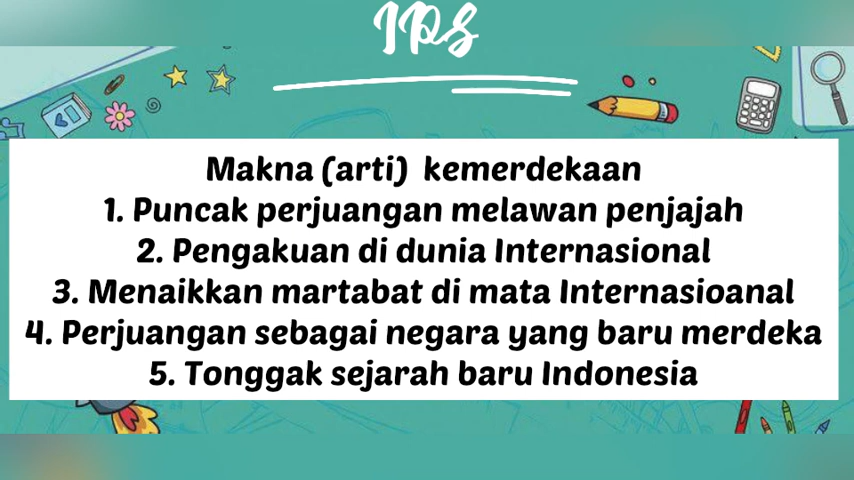 IPS
Makna (arti) kemerdekaan
1. Puncak perjuangan melawan penjajah
2. Pengakuan di dunia Internasional
3. Menaikkan martabat di mata Internasioanal
4. Perjuangan sebagai negara yang baru merdeka
5. Tonggak sejarah baru Indonesia